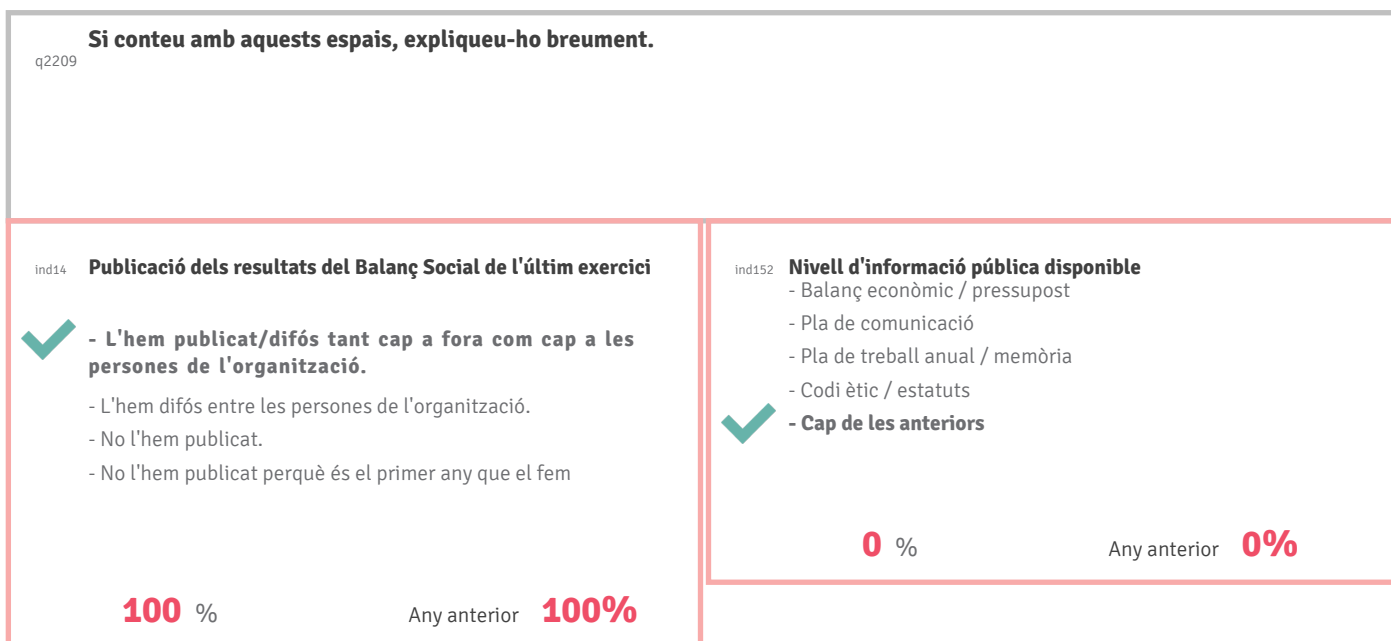 Si conteu amb aquests espais, expliqueu-ho breument.
q2209
ind14 Publicació dels resultats del Balanç Social de l'últim exercici
- L'hem publicat/difós tant cap a fora com cap a les
persones de l'organització.
- L'hem difós entre les persones de l'organització.
- No l'hem publicat.
- No l'hem publicat perquè és el primer any que el fem
100 % Any anterior 100%
ind152 Nivell d'informació pública disponible
- Balanç econòmic / pressupost
- Pla de comunicació
- Pla de treball anual / memòria
- Codi ètic / estatuts
- Cap de les anteriors
0 % Any anterior 0%